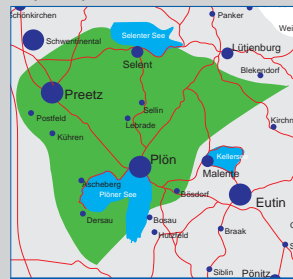 Schönkirchen
Panker
Selenter See
Schwentinental
Lütjenburg
Selent
Blekendorf
Preetz
Sellin
Postfeld
Lebrade
Kühren
Plön
Kellersee
Malente
Ascheberg
Plöner See
Bösdorf
Eutin
Dersau
Bosau
Hutzfeld
Braak
Siblin
Pönitz